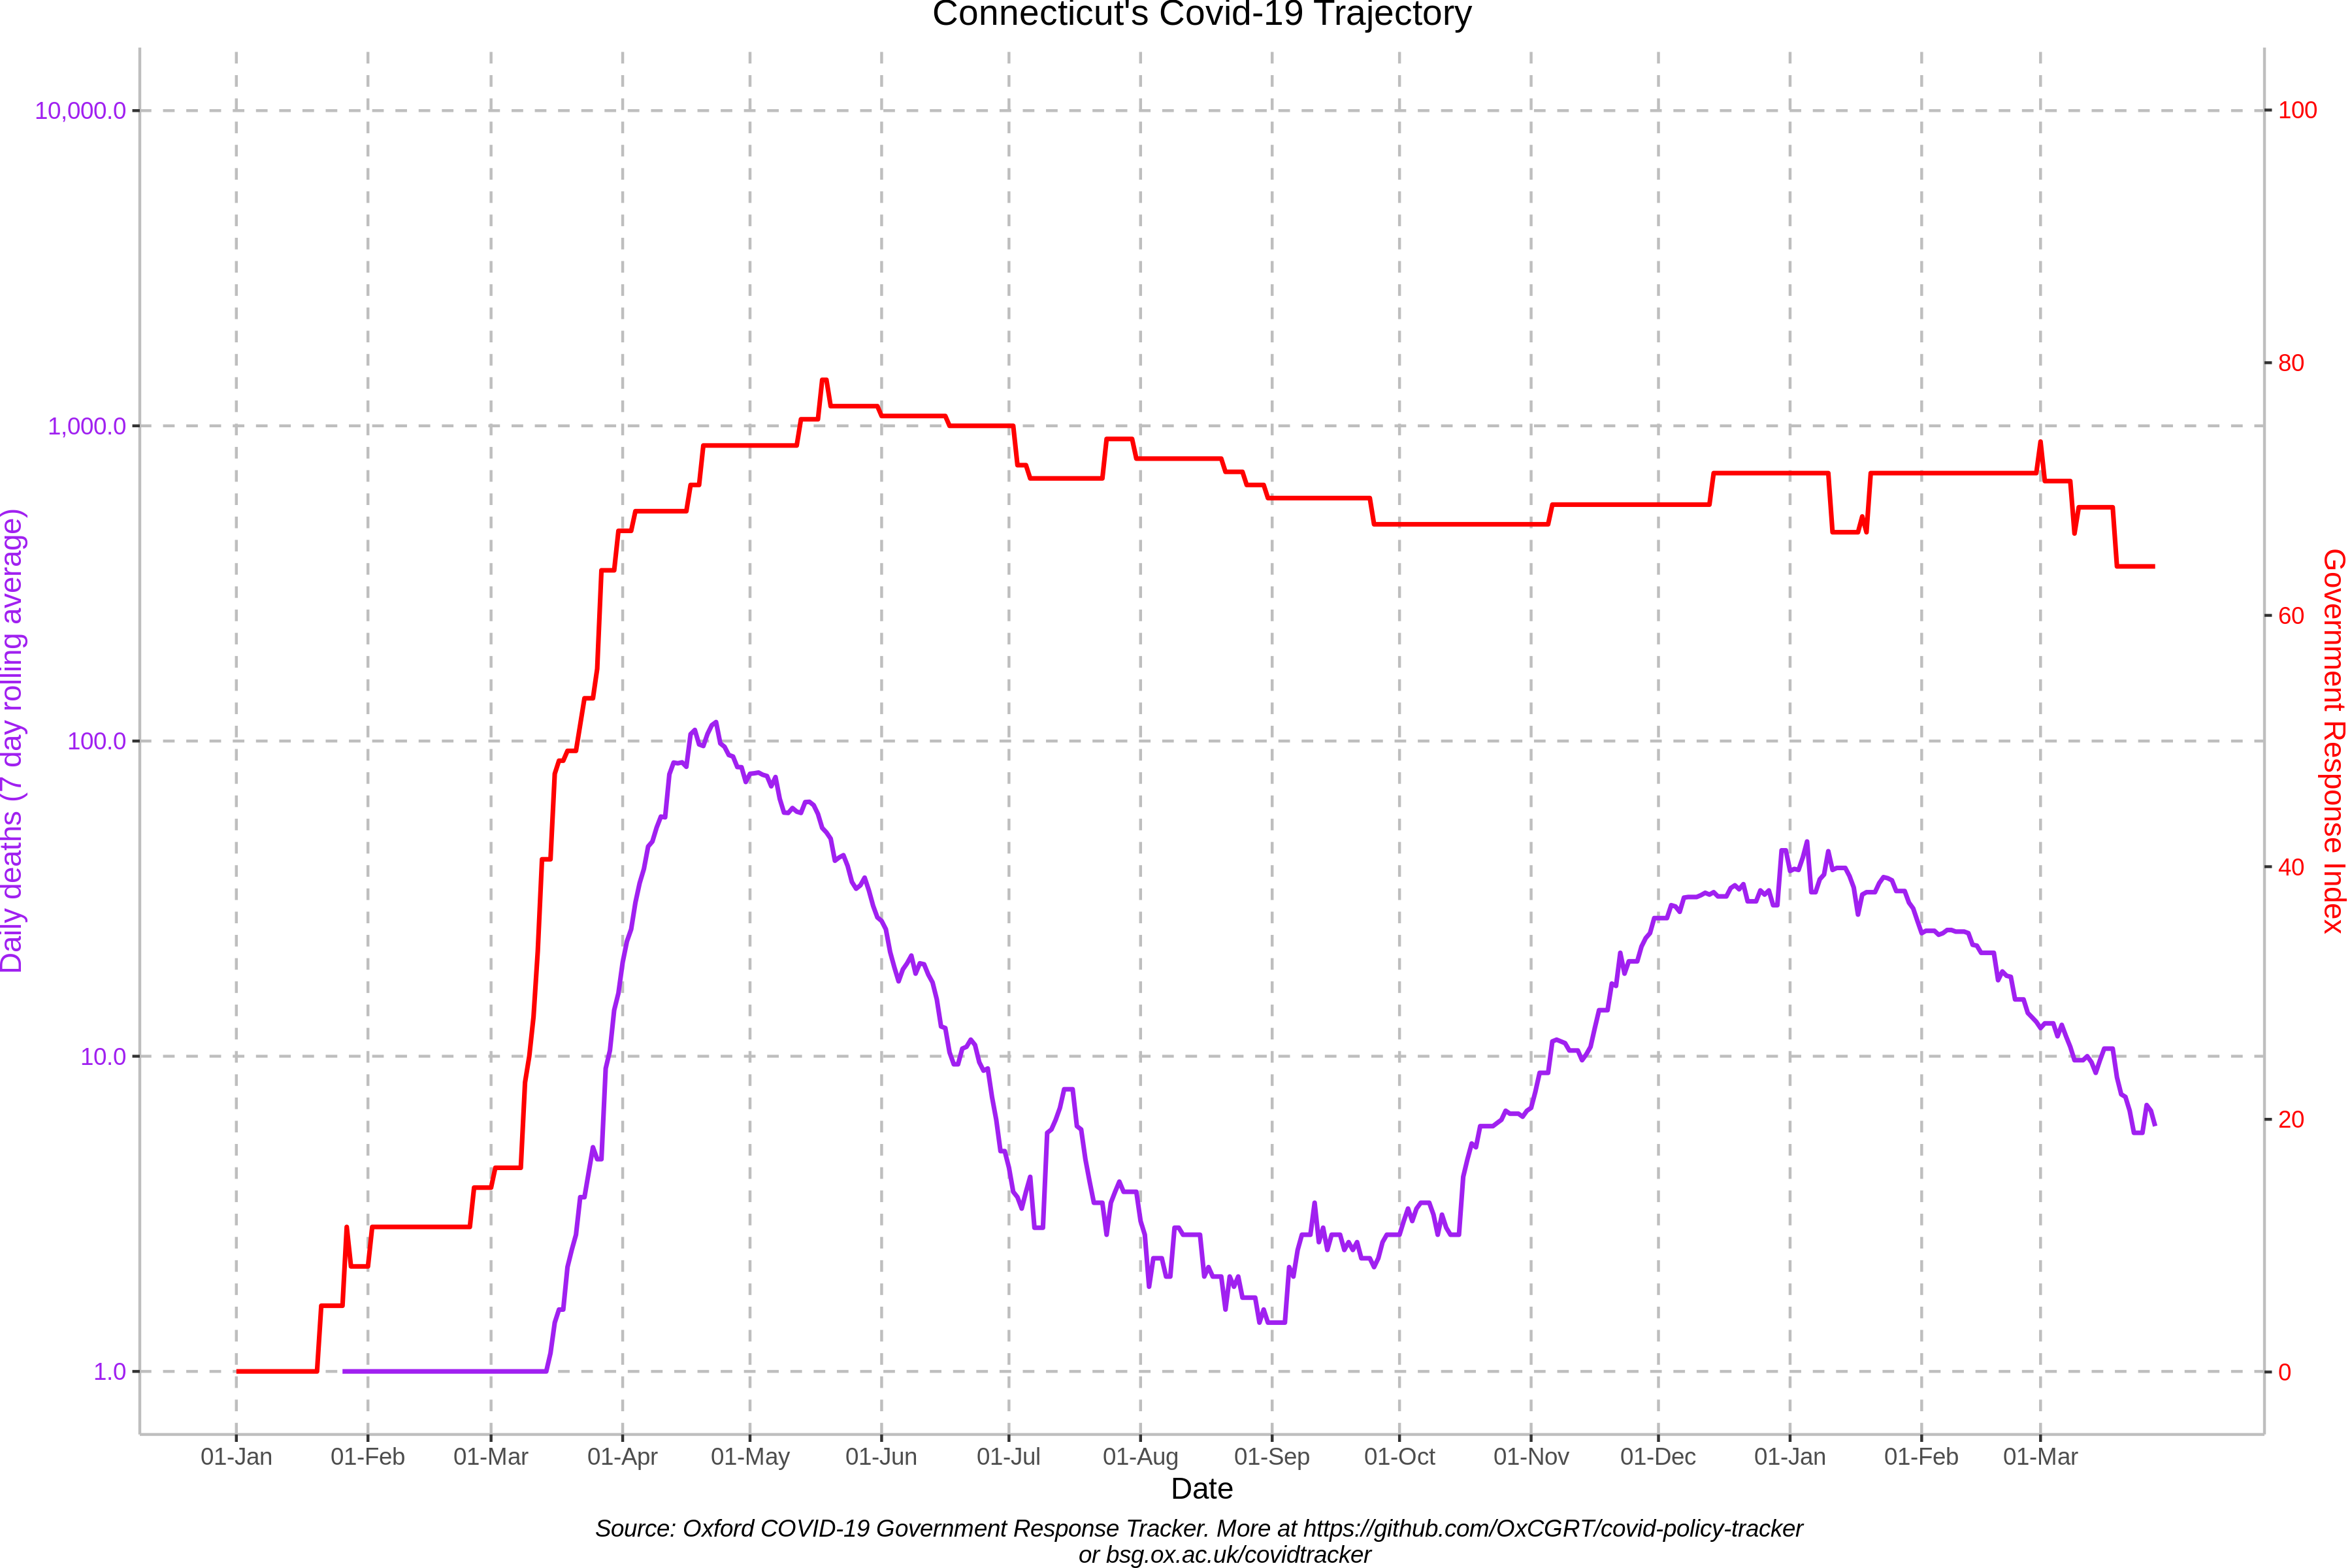 Connecticut's Covid-19 Trajectory
10,000.0
1,000.0
100.0
10.0
1.0
Daily deaths (7 day rolling average)
100
80
60
40
20
0
Government Response Index
01-Jan 01-Feb 01-Mar 01-Apr 01-May 01-Jun 01-Jul 01-Aug 01-Sep 01-Oct 01-Nov 01-Dec 01-Jan 01-Feb 01-Mar
Date
Source: Oxford COVID-19 Government Response Tracker. More at https://github.com/OxCGRT/covid-policy-tracker
or bsg.ox.ac.uk/covidtracker